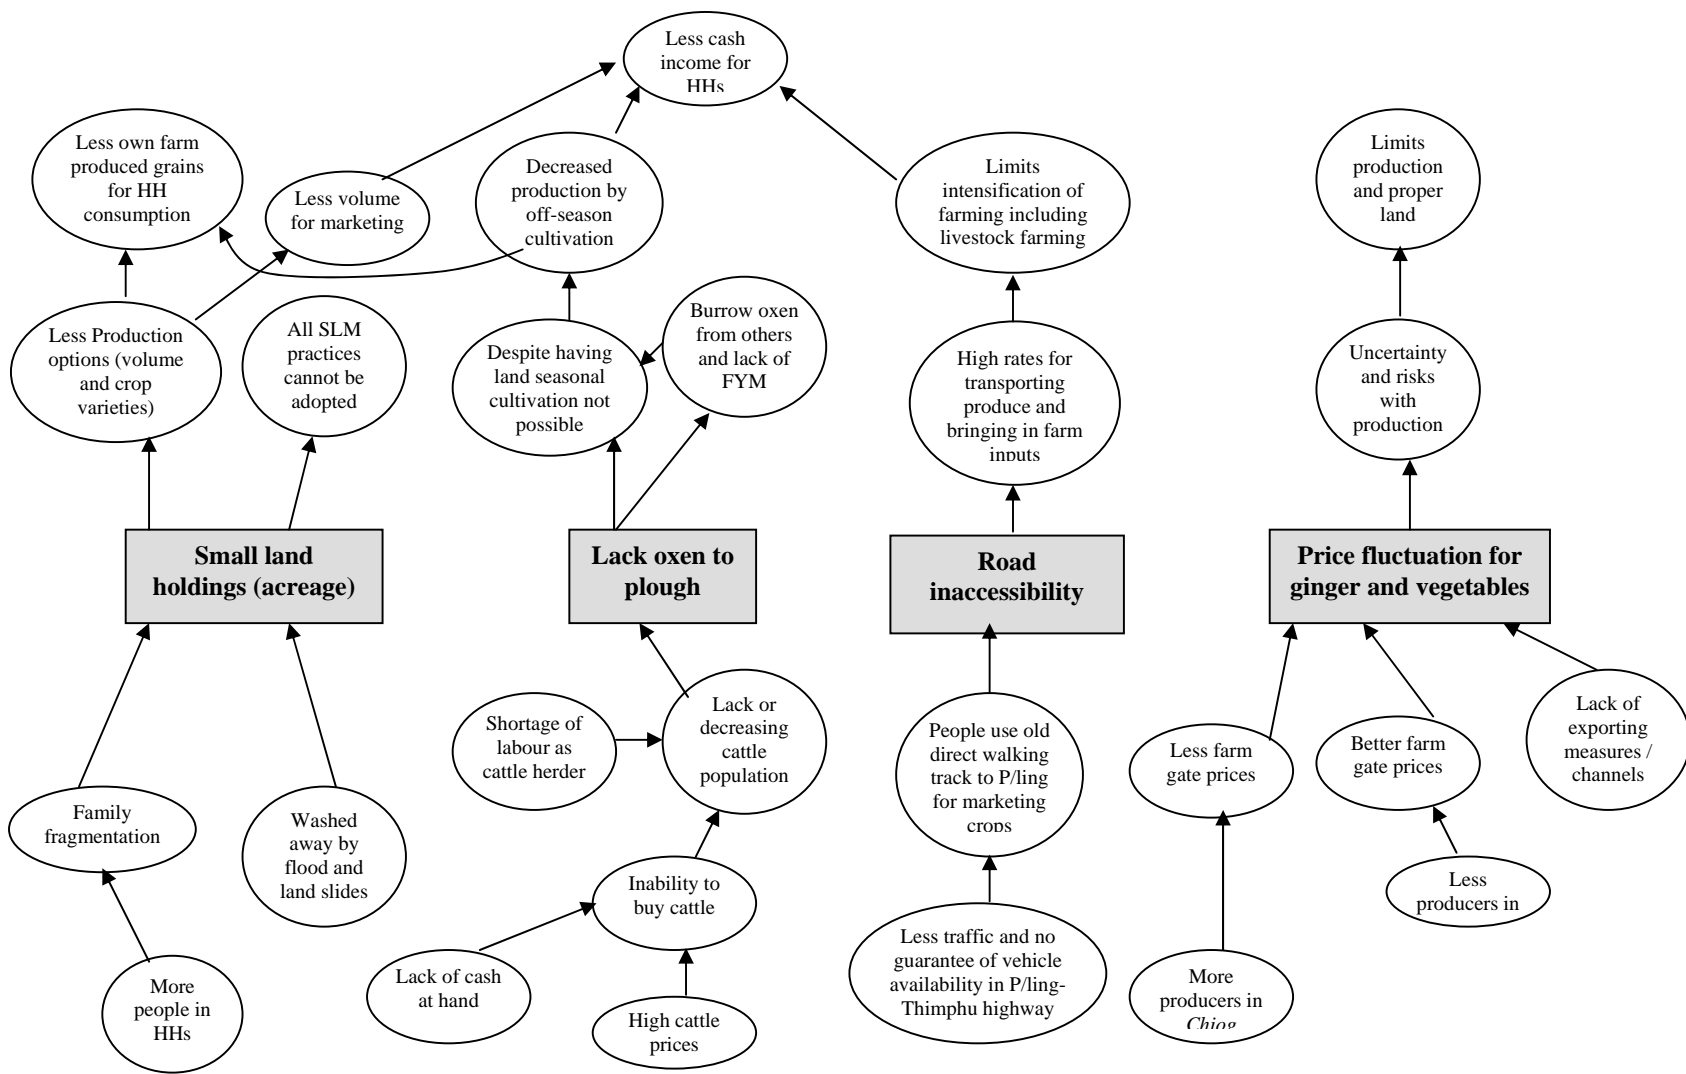 Less cash
income for
HHs
Less own farm
produced grains
for HH
consumption
Less volume
for marketing
Decreased
production by
off-season
cultivation
Limits
intensification of
farming including
livestock farming
Limits
production
and proper
land
Less Production
options (volume
and crop
varieties)
All SLM
practices
cannot be
adopted
Despite having
land seasonal
cultivation not
possible
Burrow oxen
from others
and lack of
FYM
High rates for
transporting
produce and
bringing in farm
inputs
Uncertainty
and risks
with
production
Small land
holdings (acreage)
Lack oxen to
plough
Road
inaccessibility
Price fluctuation for
ginger and vegetables
Family
fragmentation
Washed
away by
flood and
land slides
More
people in
HHs
Shortage of
labour as
cattle herder
Lack or
decreasing
cattle
population
Inability to
buy cattle
Lack of cash
at hand
High cattle
prices
People use old
direct walking
track to P/ling
for marketing
crops
Less traffic and no
guarantee of vehicle
availability in P/ling-
Thimphu highway
Less farm
gate prices
Better farm
gate prices
Lack of
exporting
measures /
channels
More
producers in
Chiog
Less
producers in